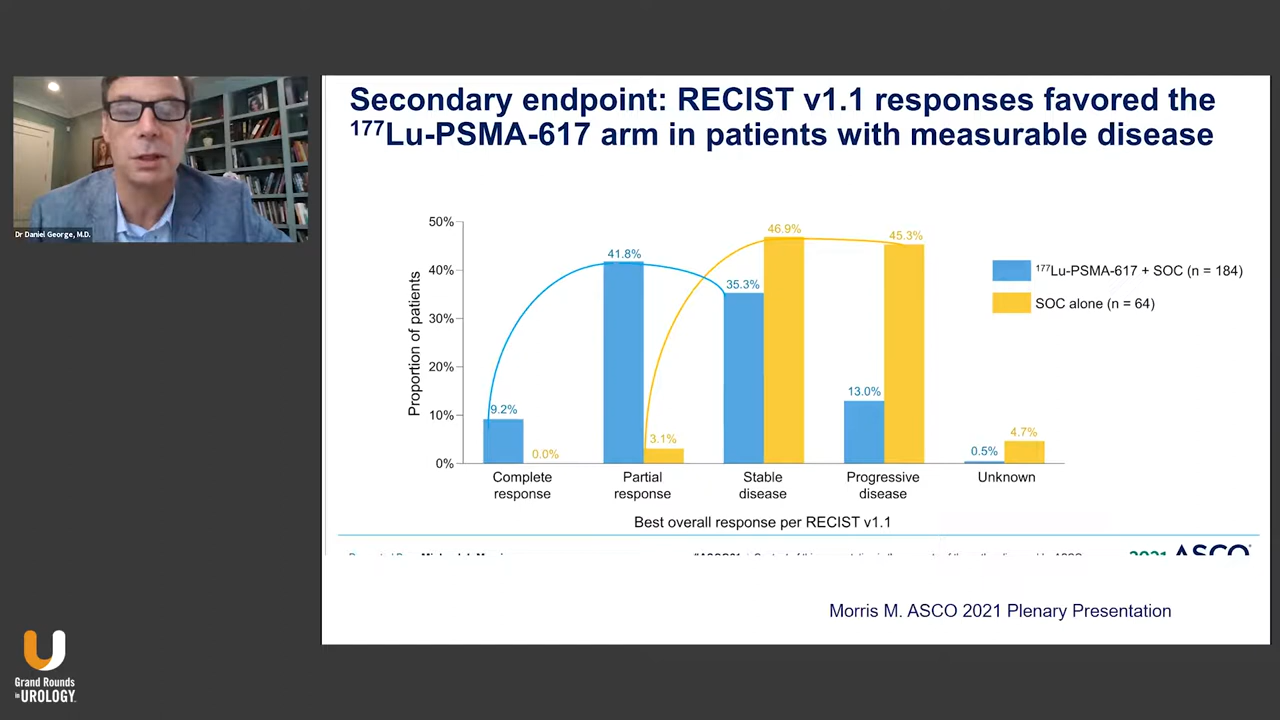 Secondary endpoint: RECIST v1.1 responses favored the
¹⁷⁷Lu-PSMA-617 arm in patients with measurable disease
Dr Daniel George, M.D.
Proportion of patients
50%
40%
30%
20%
10%
0%
9.2%
0.0%
41.8%
3.1%
35.3%
46.9%
13.0%
45.3%
0.5%
4.7%
Complete
response
Partial
response
Stable
disease
Progressive
disease
Unknown
Best overall response per RECIST v1.1
¹⁷⁷Lu-PSMA-617 + SOC (n = 184)
SOC alone (n = 64)
2021 ASCO
Morris M. ASCO 2021 Plenary Presentation
Grand Rounds
in UROLOGY